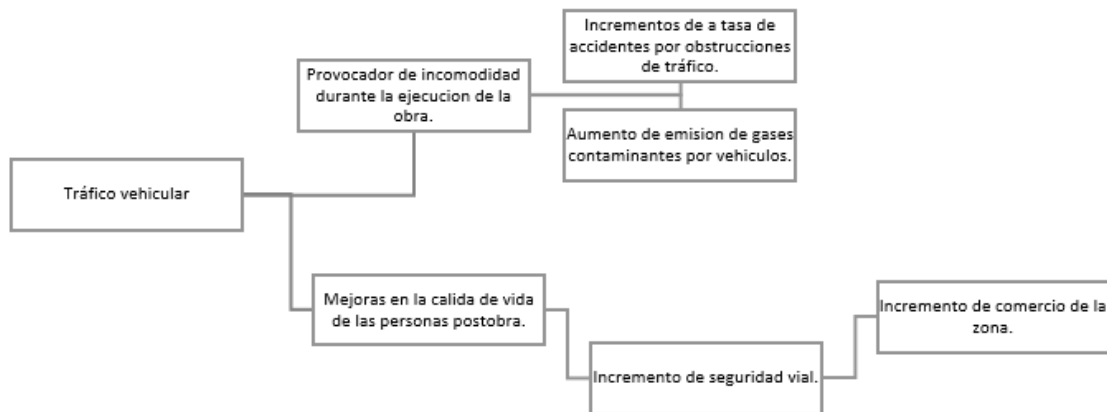 Incrementos de a tasa de
accidentes por obstrucciones
de tráfico.
Provocador de incomodidad
durante la ejecucion de la
obra.
Aumento de emision de gases
contaminantes por vehiculos.
Tráfico vehicular
Mejoras en la calida de vida
de las personas postobra.
Incremento de comercio de la
zona.
Incremento de seguridad vial.